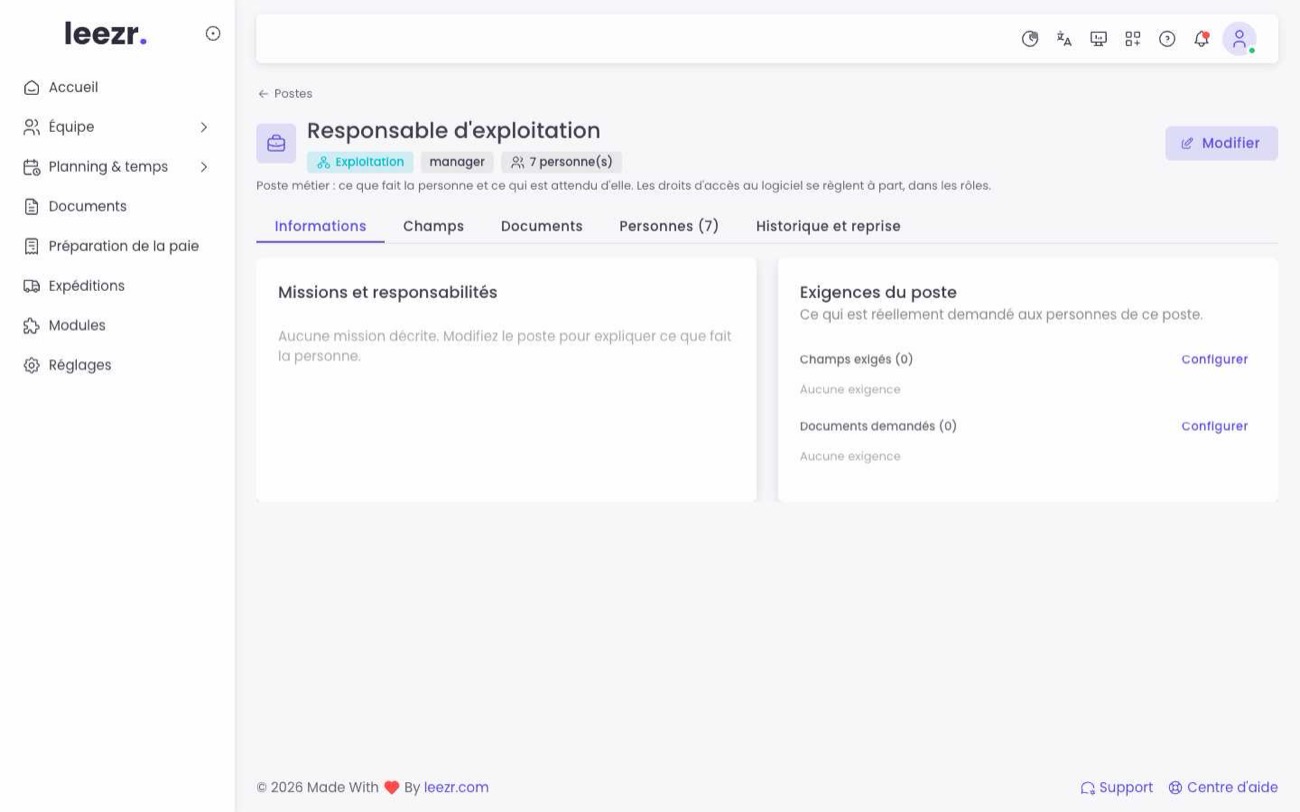 leezr.
Accueil
Équipe
Planning & temps
Documents
Préparation de la paie
Expéditions
Modules
Réglages
← Postes
Responsable d'exploitation
Exploitation
manager
7 personne(s)
Modifier
Poste métier : ce que fait la personne et ce qui est attendu d'elle. Les droits d'accès au logiciel se règlent à part, dans les rôles.
Informations
Champs
Documents
Personnes (7)
Historique et reprise
Missions et responsabilités
Aucune mission décrite. Modifiez le poste pour expliquer ce que fait
la personne.
Exigences du poste
Ce qui est réellement demandé aux personnes de ce poste.
Champs exigés (0)
Configurer
Aucune exigence
Documents demandés (0)
Configurer
Aucune exigence
© 2026 Made With ❤ By leezr.com
Support
Centre d'aide